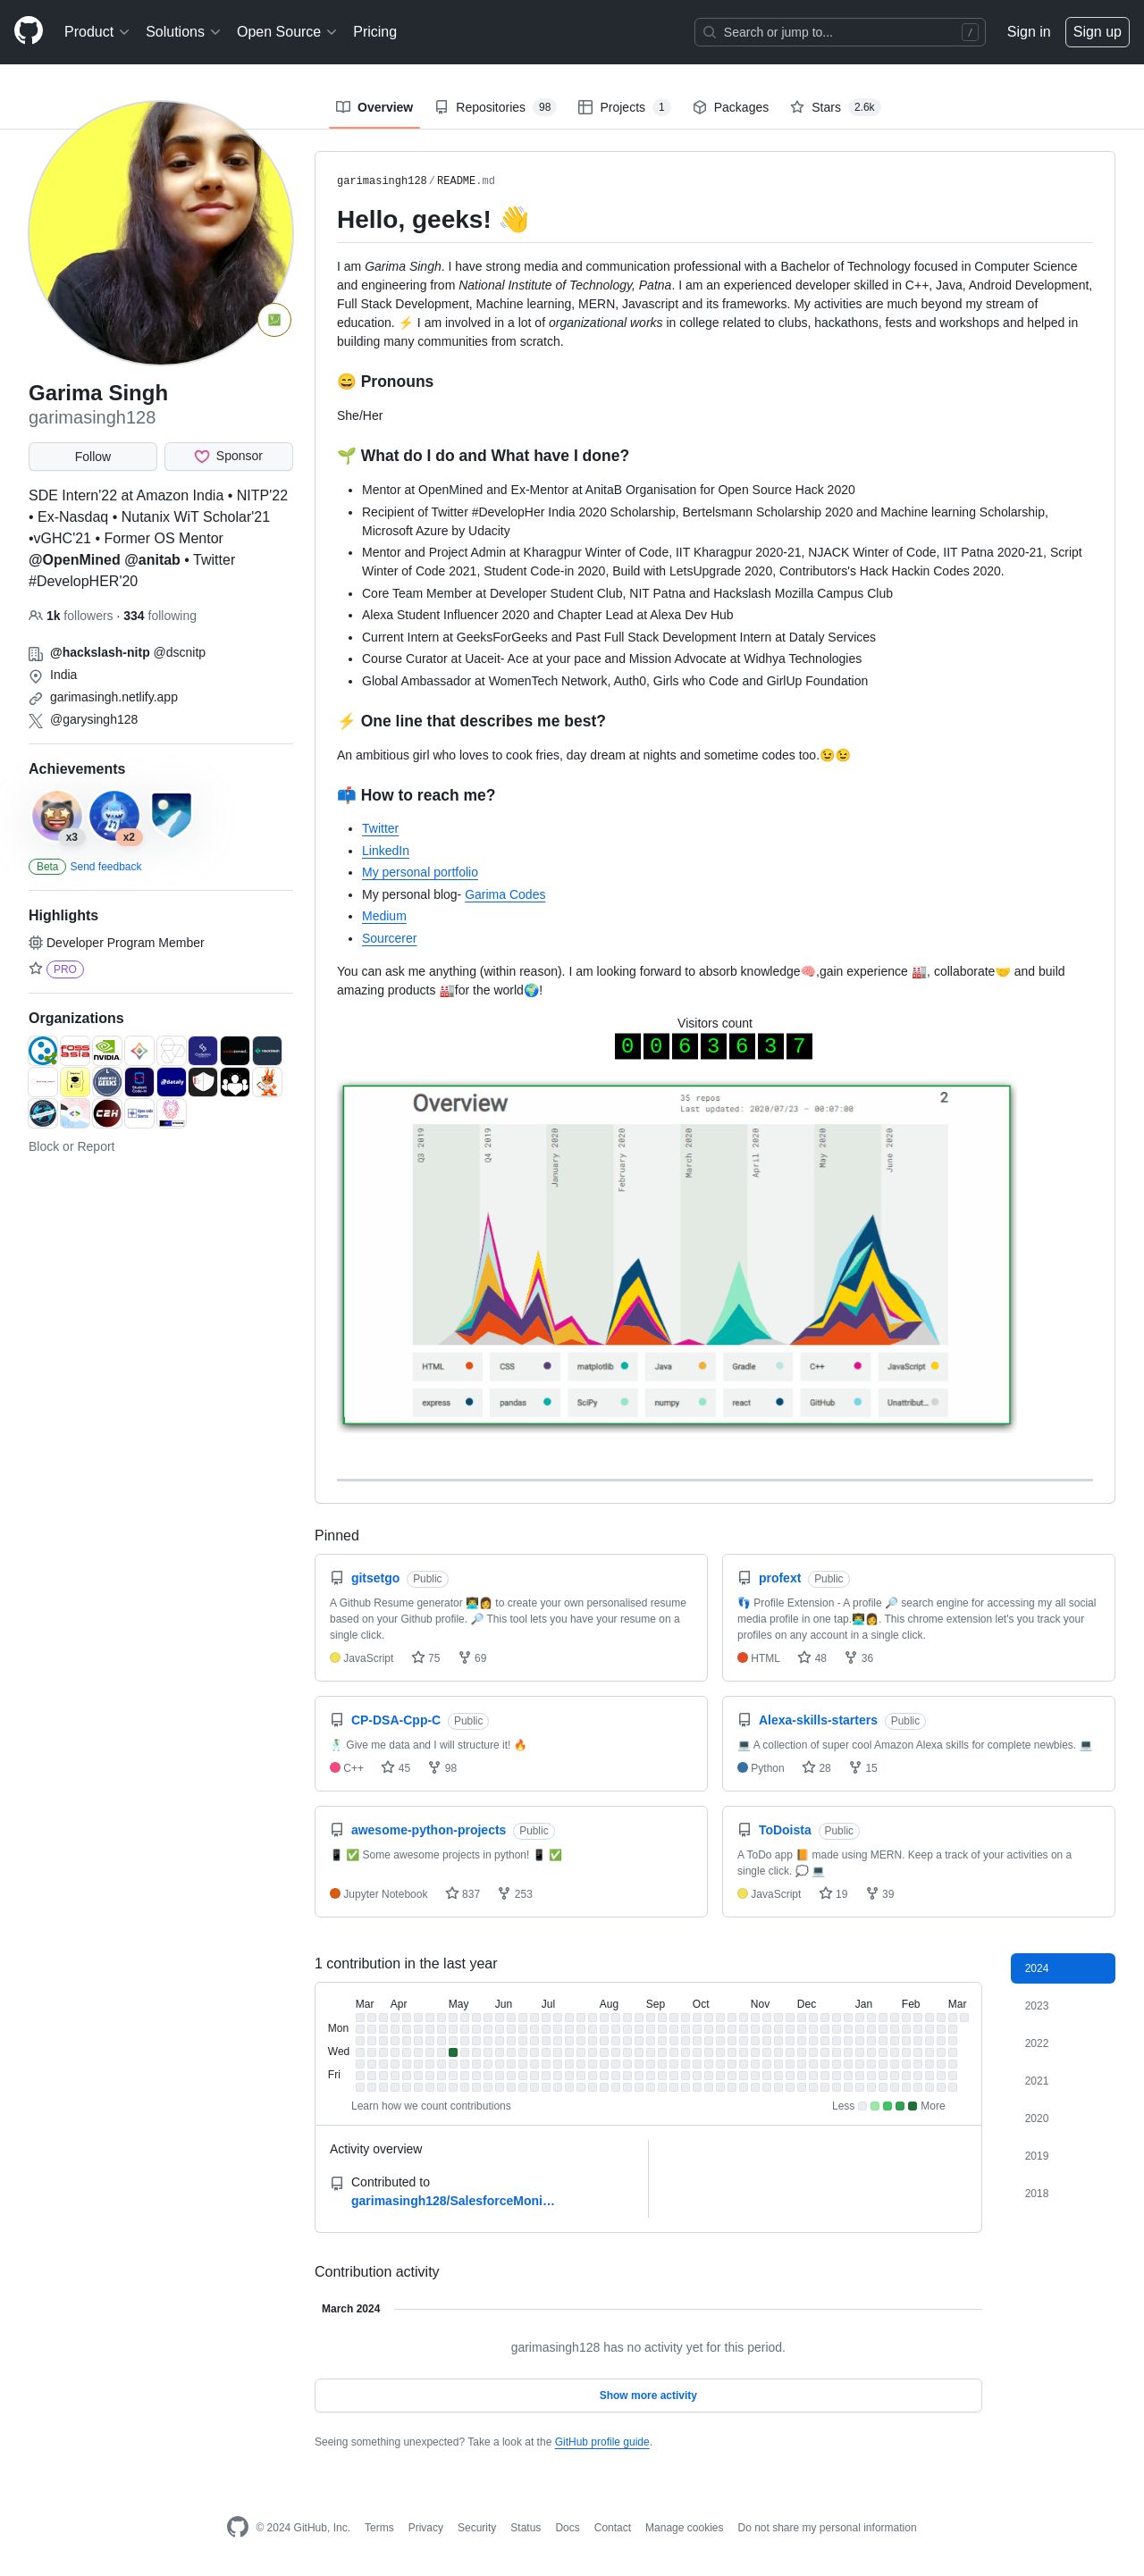 Product Solutions Open Source Pricing
Search or jump to... /
Sign in Sign up
Overview Repositories 98 Projects 1 Packages Stars 2.6k
Garima Singh
garimasingh128
Follow Sponsor
SDE Intern'22 at Amazon India • NITP'22
• Ex-Nasdaq • Nutanix WiT Scholar'21
•vGHC'21 • Former OS Mentor
@OpenMined @anitab • Twitter
#DevelopHER'20
1k followers · 334 following
@hackslash-nitp @dscnitp
India
garimasingh.netlify.app
@garysingh128
Achievements
x3 x2
Beta Send feedback
Highlights
Developer Program Member
PRO
Organizations
FOSS
ASIA
NVIDIA
@dataly
CZH
Block or Report
garimasingh128/README.md
Hello, geeks! 👋
I am Garima Singh. I have strong media and communication professional with a Bachelor of Technology focused in Computer Science
and engineering from National Institute of Technology, Patna. I am an experienced developer skilled in C++, Java, Android Development,
Full Stack Development, Machine learning, MERN, Javascript and its frameworks. My activities are much beyond my stream of
education. ⚡ I am involved in a lot of organizational works in college related to clubs, hackathons, fests and workshops and helped in
building many communities from scratch.
😄 Pronouns
She/Her
🌱 What do I do and What have I done?
• Mentor at OpenMined and Ex-Mentor at AnitaB Organisation for Open Source Hack 2020
• Recipient of Twitter #DevelopHer India 2020 Scholarship, Bertelsmann Scholarship 2020 and Machine learning Scholarship,
Microsoft Azure by Udacity
• Mentor and Project Admin at Kharagpur Winter of Code, IIT Kharagpur 2020-21, NJACK Winter of Code, IIT Patna 2020-21, Script
Winter of Code 2021, Student Code-in 2020, Build with LetsUpgrade 2020, Contributors's Hack Hackin Codes 2020.
• Core Team Member at Developer Student Club, NIT Patna and Hackslash Mozilla Campus Club
• Alexa Student Influencer 2020 and Chapter Lead at Alexa Dev Hub
• Current Intern at GeeksForGeeks and Past Full Stack Development Intern at Dataly Services
• Course Curator at Uaceit- Ace at your pace and Mission Advocate at Widhya Technologies
• Global Ambassador at WomenTech Network, Auth0, Girls who Code and GirlUp Foundation
⚡ One line that describes me best?
An ambitious girl who loves to cook fries, day dream at nights and sometime codes too.😉😉
📫 How to reach me?
• Twitter
• LinkedIn
• My personal portfolio
• My personal blog- Garima Codes
• Medium
• Sourcerer
You can ask me anything (within reason). I am looking forward to absorb knowledge🧠,gain experience 🏭, collaborate🤝 and build
amazing products 🏭for the world🌍!
Visitors count
0063637
Overview
35 repos
Last updated: 2020/07/23 - 00:07:00
2
Q3 2019 Q4 2019 January 2020 February 2020 March 2020 April 2020 May 2020 June 2020
HTML CSS matplotlib Java Gradle C++ JavaScript
express pandas SciPy numpy react GitHub Unattribut...
Pinned
gitsetgo Public
A Github Resume generator 👨‍💻👩 to create your own personalised resume
based on your Github profile. 🔎 This tool lets you have your resume on a
single click.
JavaScript 75 69
profext Public
👣 Profile Extension - A profile 🔎 search engine for accessing my all social
media profile in one tap.👨‍💻👩. This chrome extension let's you track your
profiles on any account in a single click.
HTML 48 36
CP-DSA-Cpp-C Public
🕺 Give me data and I will structure it! 🔥
C++ 45 98
Alexa-skills-starters Public
💻 A collection of super cool Amazon Alexa skills for complete newbies. 💻
Python 28 15
awesome-python-projects Public
📱 ✅ Some awesome projects in python! 📱 ✅
Jupyter Notebook 837 253
ToDoista Public
A ToDo app 📙 made using MERN. Keep a track of your activities on a
single click. 💭 💻
JavaScript 19 39
1 contribution in the last year
Mar Apr May Jun Jul Aug Sep Oct Nov Dec Jan Feb Mar
Mon
Wed
Fri
Learn how we count contributions
Less More
2024
2023
2022
2021
2020
2019
2018
Activity overview
Contributed to
garimasingh128/SalesforceMoni…
Contribution activity
March 2024
garimasingh128 has no activity yet for this period.
Show more activity
Seeing something unexpected? Take a look at the GitHub profile guide.
© 2024 GitHub, Inc. Terms Privacy Security Status Docs Contact Manage cookies Do not share my personal information